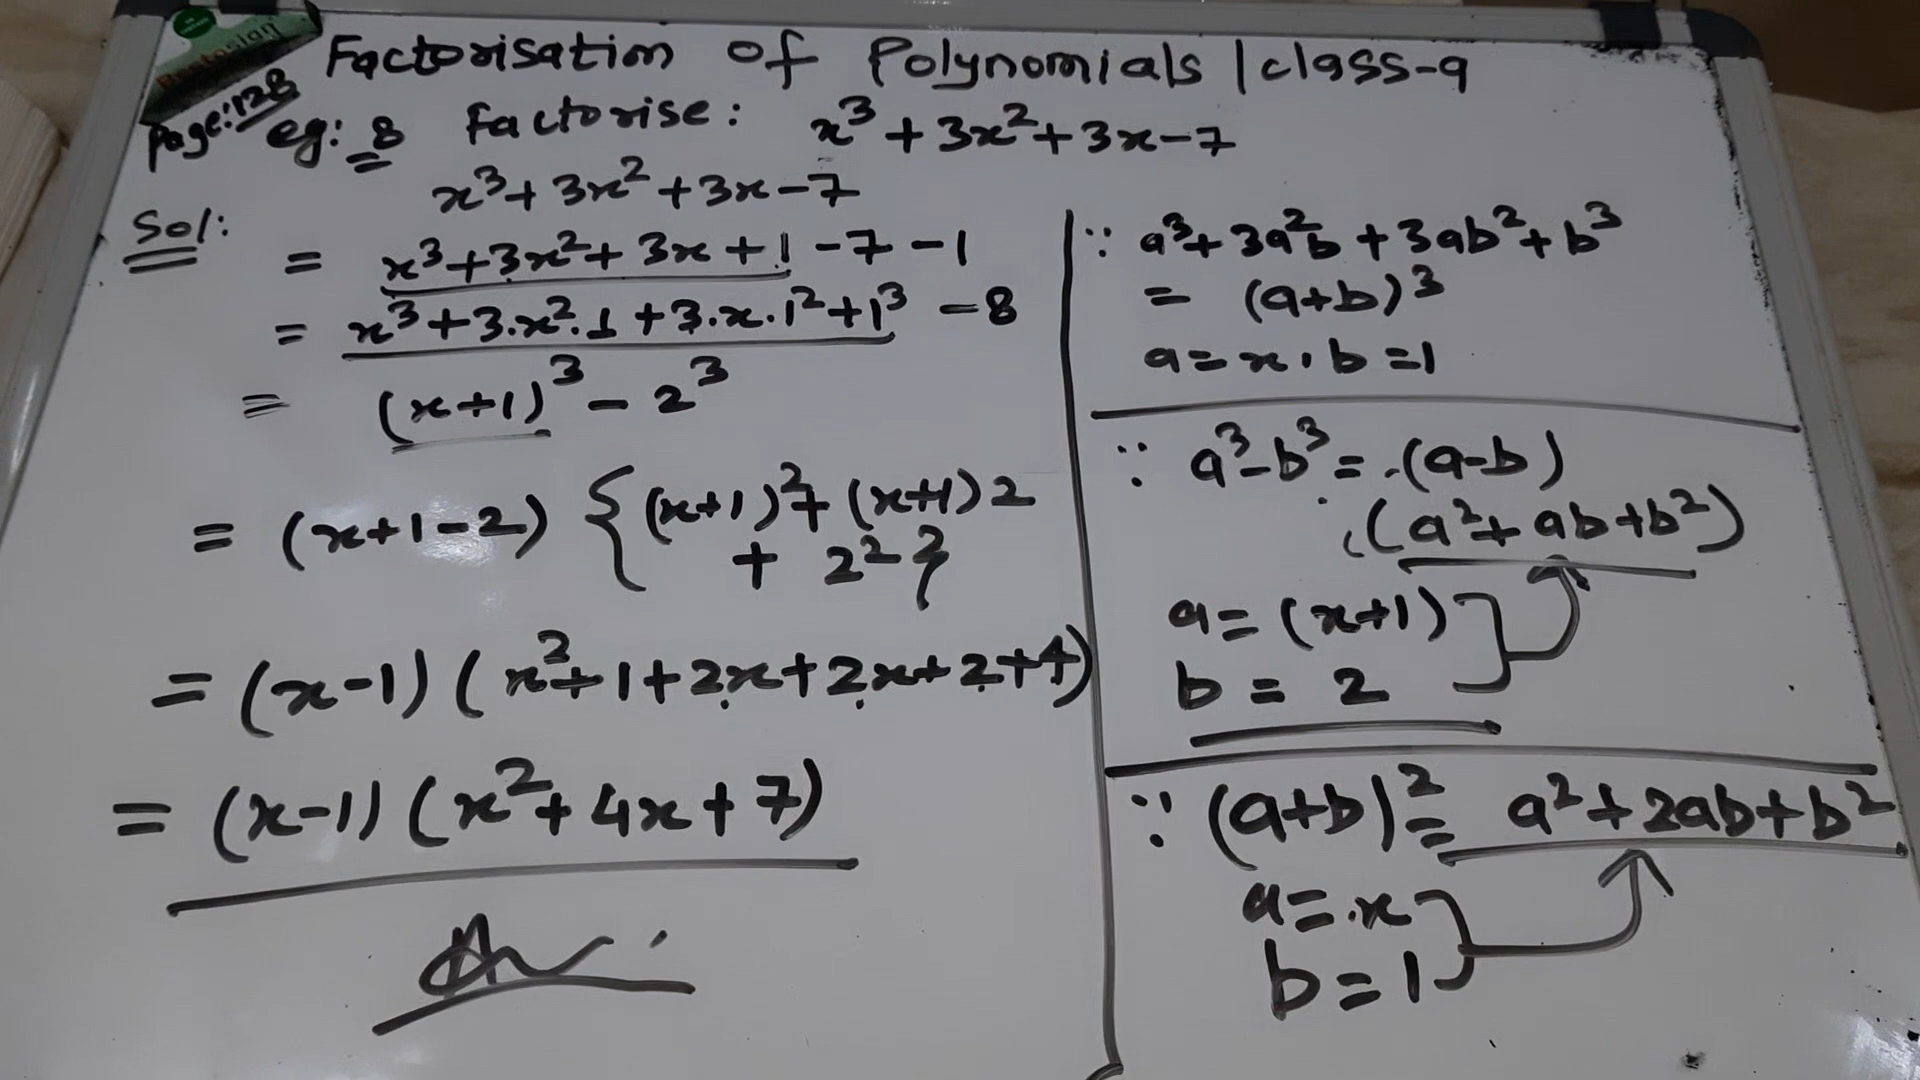 Factorisation of Polynomials | class-9
Page:128
eg: 8 Factorise: x³ + 3x² + 3x - 7
Sol: x³ + 3x² + 3x - 7
= x³ + 3x² + 3x + 1 - 7 - 1
= x³ + 3.x².1 + 3.x.1² + 1³ - 8
= (x+1)³ - 2³
= (x+1-2) { (x+1)² + (x+1) 2
+ 2² }
= (x-1) ( x² + 1 + 2x + 2x + 2 + 4)
= (x-1) (x² + 4x + 7)
∵ a³ + 3a²b + 3ab² + b³
= (a+b)³
a = x, b = 1
∵ a³ - b³ = (a-b)
(a² + ab + b²)
a = (x+1)
b = 2
∵ (a+b)² = a² + 2ab + b²
a = x
b = 1